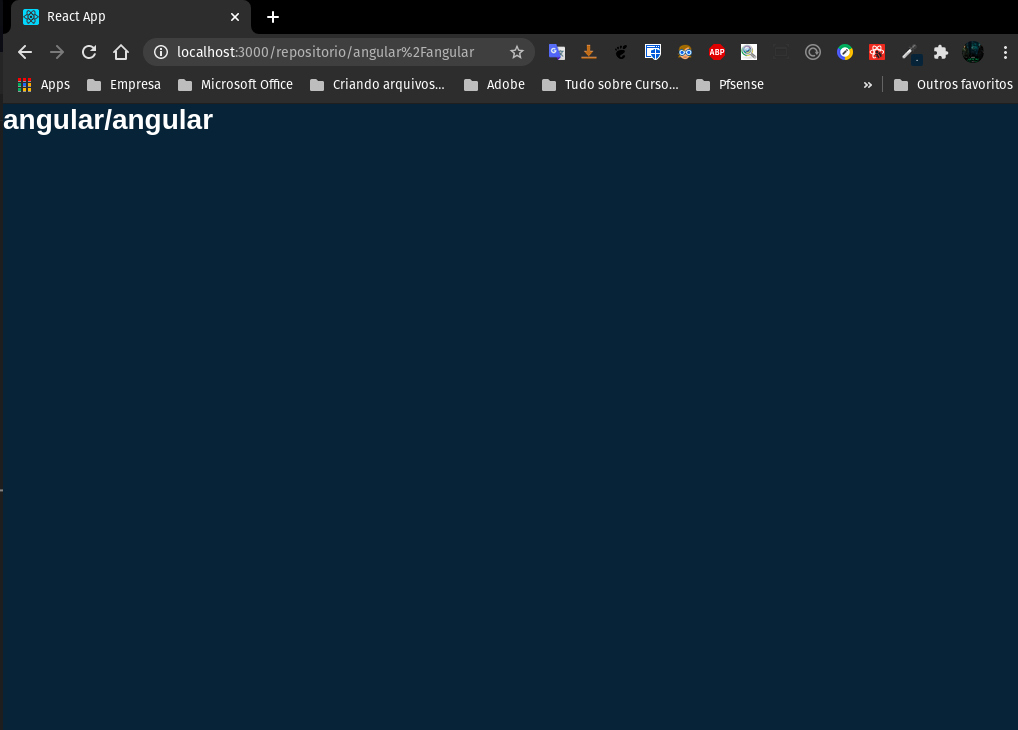 React App
localhost:3000/repositorio/angular%2Fangular
ABP
Apps Empresa Microsoft Office Criando arquivos... Adobe Tudo sobre Curso... Pfsense » Outros favoritos
angular/angular